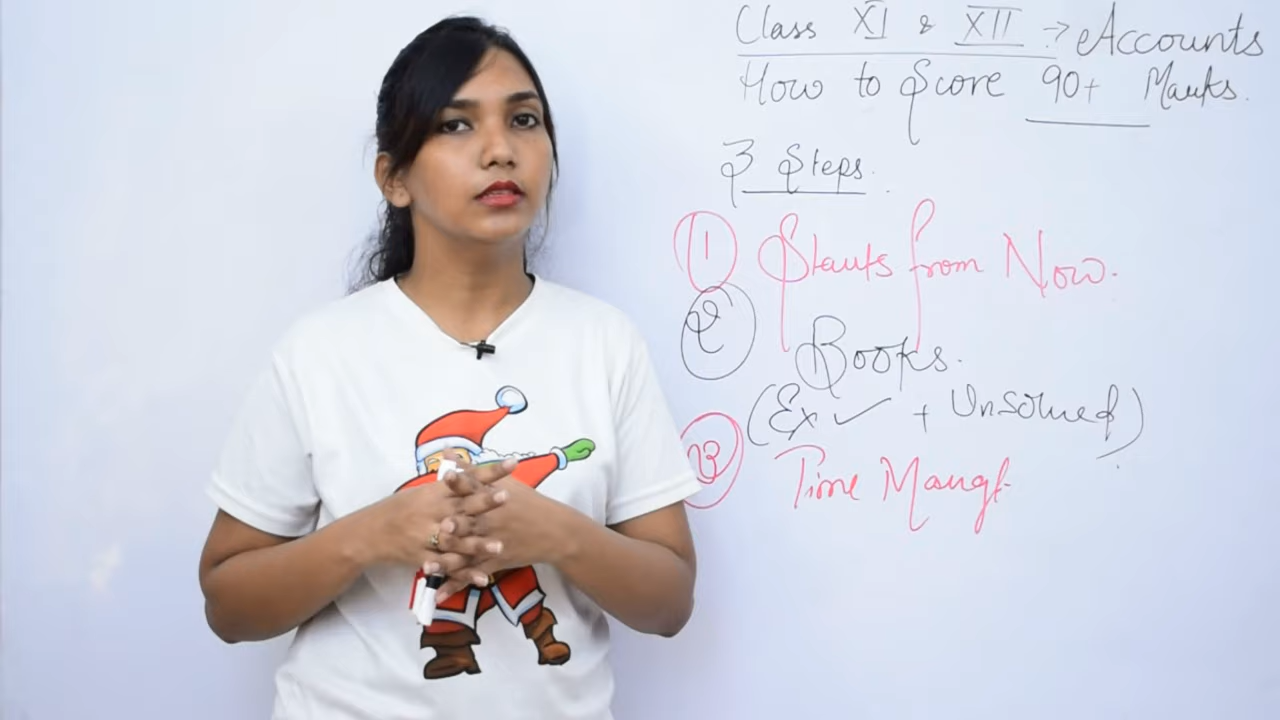 Class XI & XII → Accounts
How to Score 90+ Marks.
3 Steps.
① Starts from Now.
② Books.
(Ex ✓ + Unsolved)
③ Time Mangt.